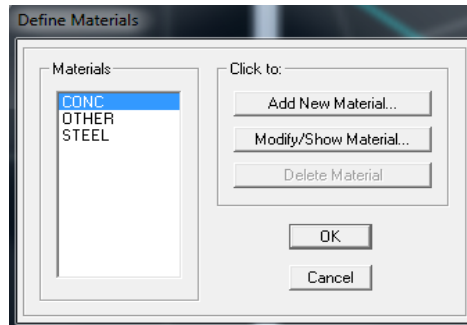 Define Materials
Materials
CONC
OTHER
STEEL
Click to:
Add New Material...
Modify/Show Material...
Delete Material
OK
Cancel